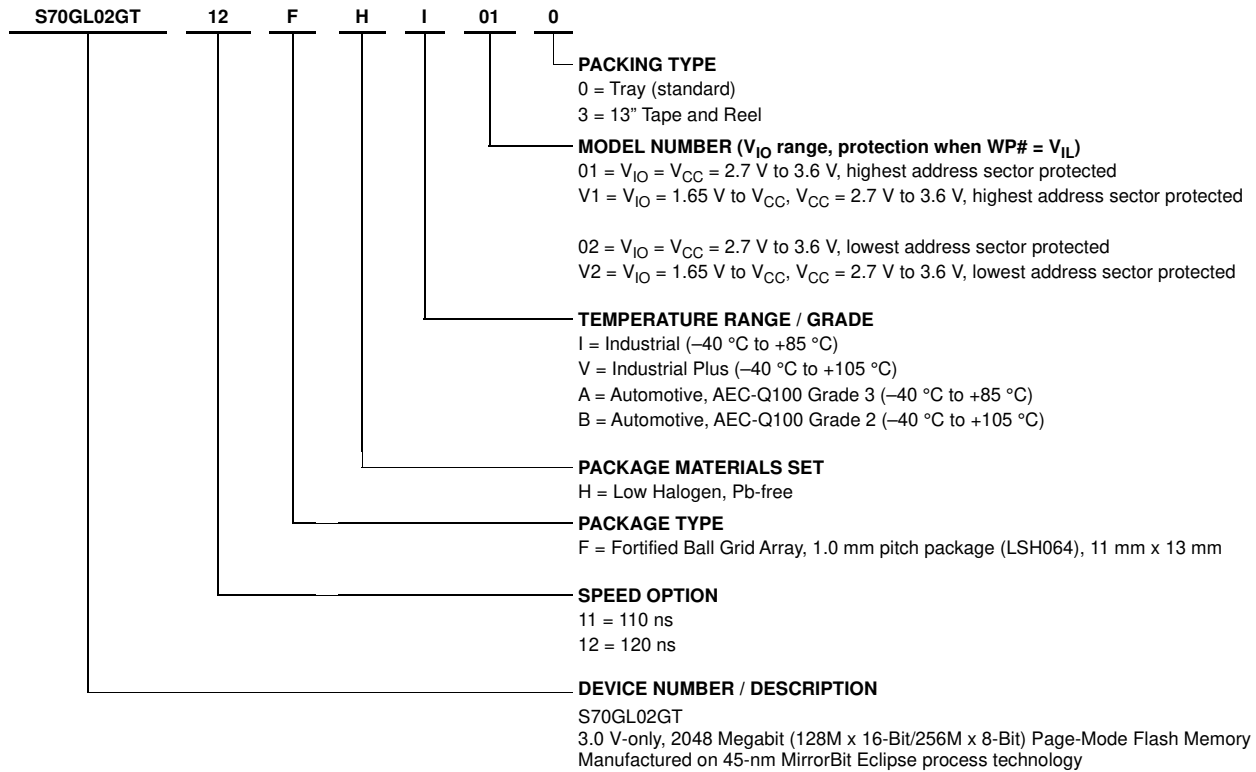 S70GL02GT 12 F H I 01 0
PACKING TYPE
0 = Tray (standard)
3 = 13” Tape and Reel
MODEL NUMBER (VIO range, protection when WP# = VIL)
01 = VIO = VCC = 2.7 V to 3.6 V, highest address sector protected
V1 = VIO = 1.65 V to VCC, VCC = 2.7 V to 3.6 V, highest address sector protected
02 = VIO = VCC = 2.7 V to 3.6 V, lowest address sector protected
V2 = VIO = 1.65 V to VCC, VCC = 2.7 V to 3.6 V, lowest address sector protected
TEMPERATURE RANGE / GRADE
I = Industrial (–40 °C to +85 °C)
V = Industrial Plus (–40 °C to +105 °C)
A = Automotive, AEC-Q100 Grade 3 (–40 °C to +85 °C)
B = Automotive, AEC-Q100 Grade 2 (–40 °C to +105 °C)
PACKAGE MATERIALS SET
H = Low Halogen, Pb-free
PACKAGE TYPE
F = Fortified Ball Grid Array, 1.0 mm pitch package (LSH064), 11 mm x 13 mm
SPEED OPTION
11 = 110 ns
12 = 120 ns
DEVICE NUMBER / DESCRIPTION
S70GL02GT
3.0 V-only, 2048 Megabit (128M x 16-Bit/256M x 8-Bit) Page-Mode Flash Memory
Manufactured on 45-nm MirrorBit Eclipse process technology